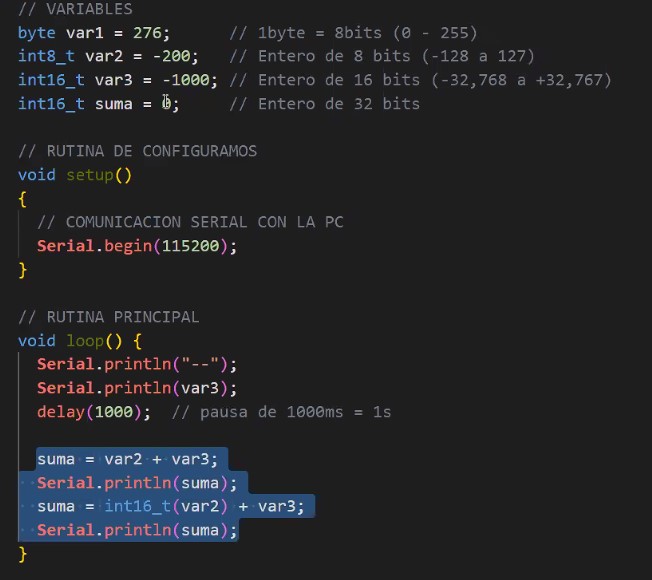 // VARIABLES
byte var1 = 276;      // 1byte = 8bits (0 - 255)
int8_t var2 = -200;   // Entero de 8 bits (-128 a 127)
int16_t var3 = -1000; // Entero de 16 bits (-32,768 a +32,767)
int16_t suma = 0;     // Entero de 32 bits
// RUTINA DE CONFIGURAMOS
void setup()
{
  // COMUNICACION SERIAL CON LA PC
  Serial.begin(115200);
}
// RUTINA PRINCIPAL
void loop() {
  Serial.println("--");
  Serial.println(var3);
  delay(1000);  // pausa de 1000ms = 1s
  suma = var2 + var3;
  Serial.println(suma);
  suma = int16_t(var2) + var3;
  Serial.println(suma);
}